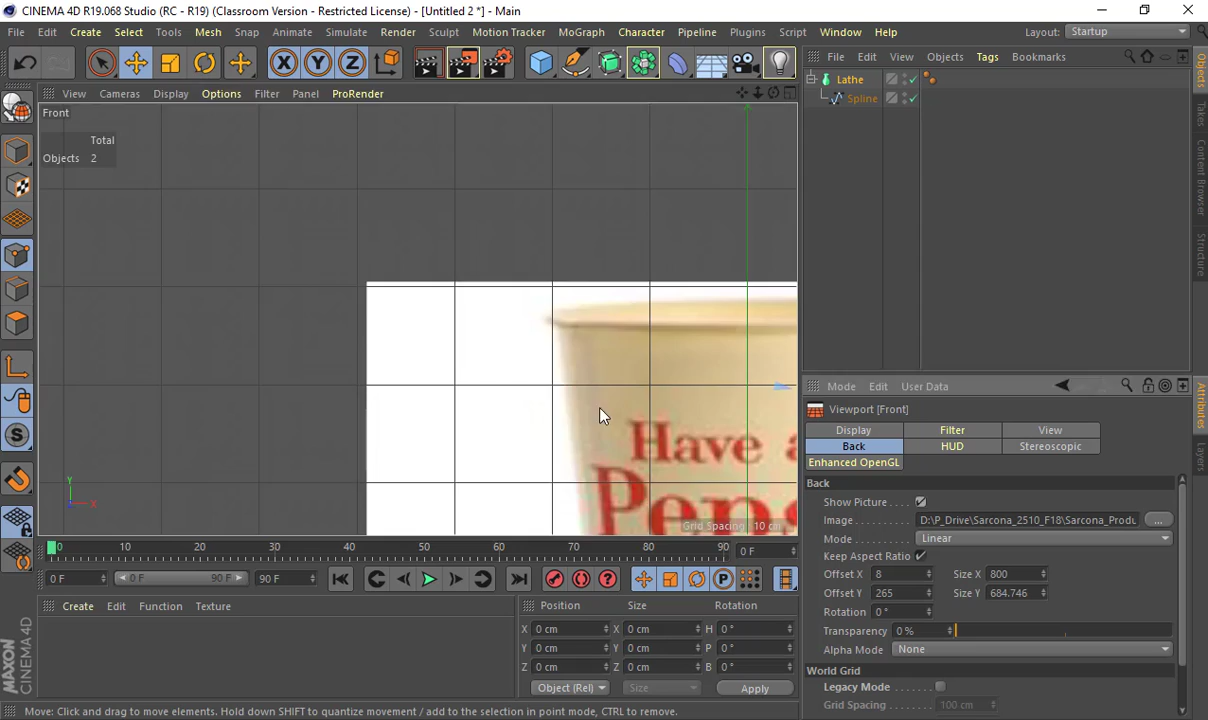 CINEMA 4D R19.068 Studio (RC - R19) (Classroom Version - Restricted License) - [Untitled 2 *] - Main
File Edit Create Select Tools Mesh Snap Animate Simulate Render Sculpt Motion Tracker MoGraph Character Pipeline Plugins Script Window Help Layout: Startup
X Y Z
File Edit View Objects Tags Bookmarks
View Cameras Display Options Filter Panel ProRender
Lathe
Spline
Front
Total
Objects 2
Objects
Takes
Content Browser
Structure
Have a
Peps
Y
X
Grid Spacing : 10 cm
Mode Edit User Data
Viewport [Front]
Display Filter View
Back HUD Stereoscopic
Enhanced OpenGL
Attributes
Layers
Back
Show Picture
Image D:\P_Drive\Sarcona_2510_F18\Sarcona_Produ
Mode Linear
Keep Aspect Ratio
Offset X 8 Size X 800
Offset Y 265 Size Y 684.746
Rotation 0 °
Transparency 0 %
Alpha Mode None
World Grid
Legacy Mode
Grid Spacing 100 cm
0 10 20 30 40 50 60 70 80 90 0 F
0 F 0 F 90 F 90 F
P
Create Edit Function Texture
Position Size Rotation
X 0 cm X 0 cm H 0 °
Y 0 cm Y 0 cm P 0 °
Z 0 cm Z 0 cm B 0 °
Object (Rel) Size Apply
MAXON
CINEMA 4D
Move: Click and drag to move elements. Hold down SHIFT to quantize movement / add to the selection in point mode, CTRL to remove.